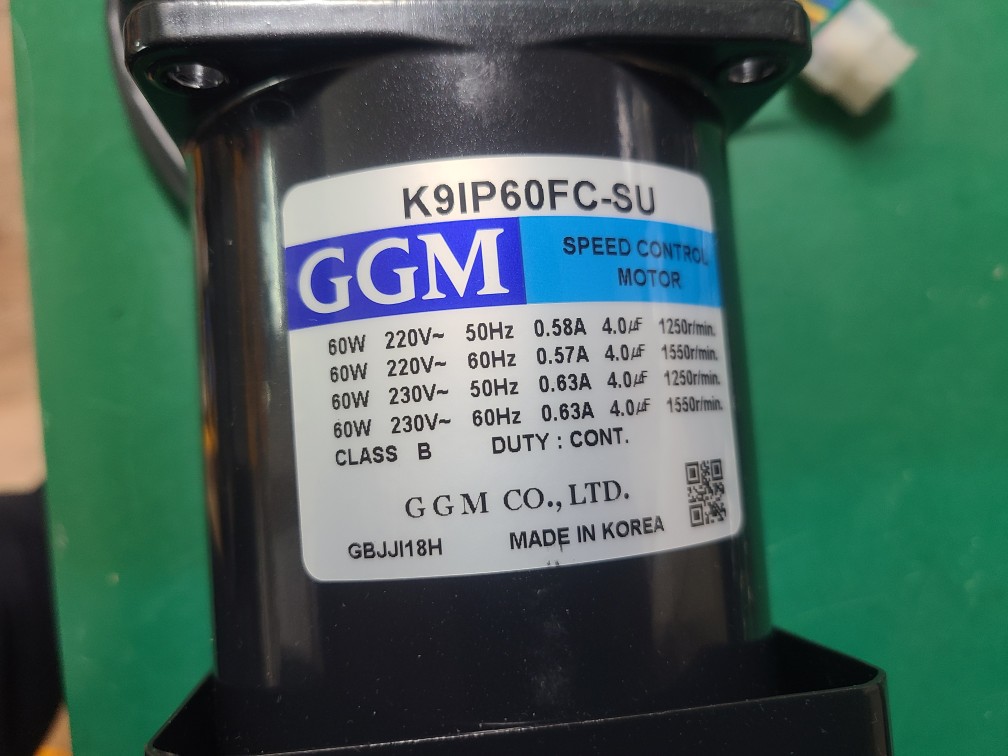 K9IP60FC-SU
GGM
SPEED CONTROL
MOTOR
60W 220V~ 50Hz 0.58A 4.0㎌ 1250r/min.
60W 220V~ 60Hz 0.57A 4.0㎌ 1550r/min.
60W 230V~ 50Hz 0.63A 4.0㎌ 1250r/min.
60W 230V~ 60Hz 0.63A 4.0㎌ 1550r/min.
CLASS B DUTY : CONT.
GGM CO., LTD.
GBJJI18H MADE IN KOREA